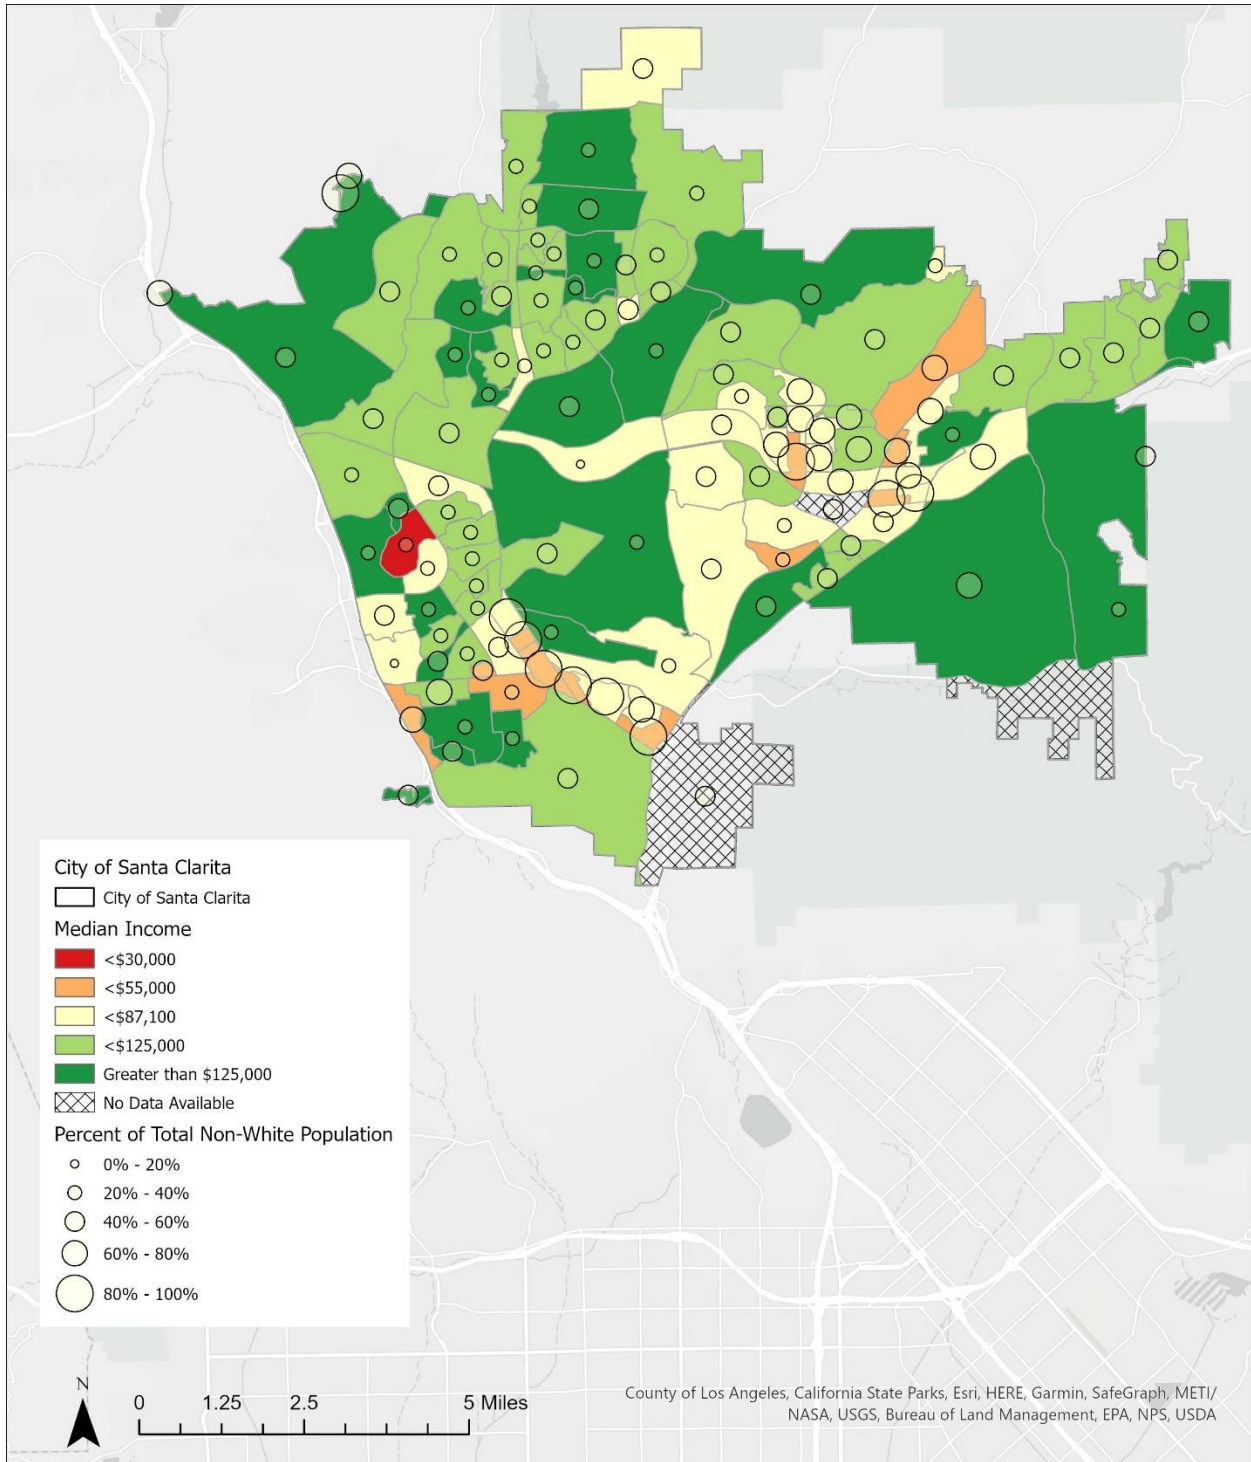 City of Santa Clarita
City of Santa Clarita
Median Income
<$30,000
<$55,000
<$87,100
<$125,000
Greater than $125,000
No Data Available
Percent of Total Non-White Population
0% - 20%
20% - 40%
40% - 60%
60% - 80%
80% - 100%
N
0 1.25 2.5 5 Miles
County of Los Angeles, California State Parks, Esri, HERE, Garmin, SafeGraph, METI/
NASA, USGS, Bureau of Land Management, EPA, NPS, USDA